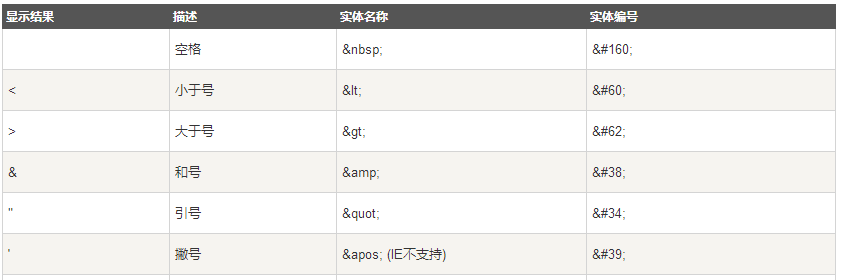 显示结果 描述 实体名称 实体编号
空格 &nbsp; &#160;
< 小于号 &lt; &#60;
> 大于号 &gt; &#62;
& 和号 &amp; &#38;
" 引号 &quot; &#34;
' 撇号 &apos; (IE不支持) &#39;